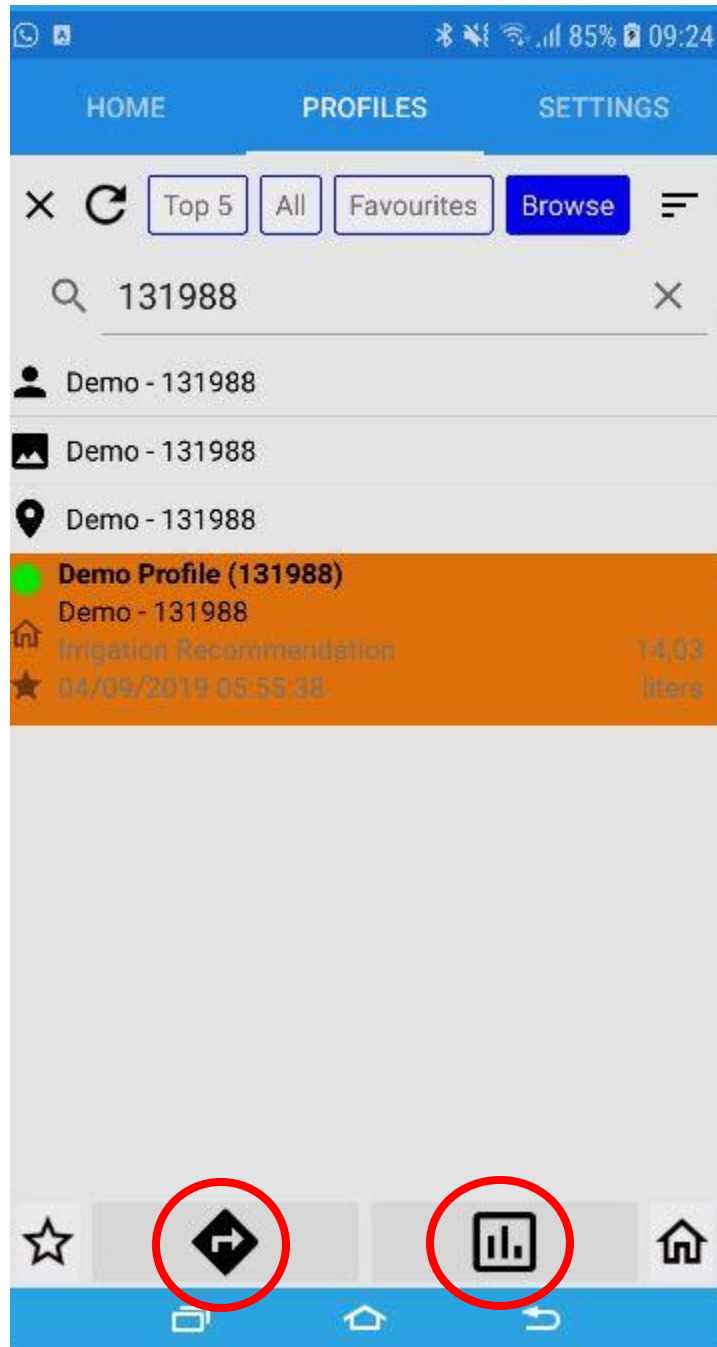 85% 09:24
HOME PROFILES SETTINGS
Top 5 All Favourites Browse
131988
Demo - 131988
Demo - 131988
Demo - 131988
Demo Profile (131988)
Demo - 131988
Irrigation Recommendation 14,03
04/09/2019 05:55:38 liters